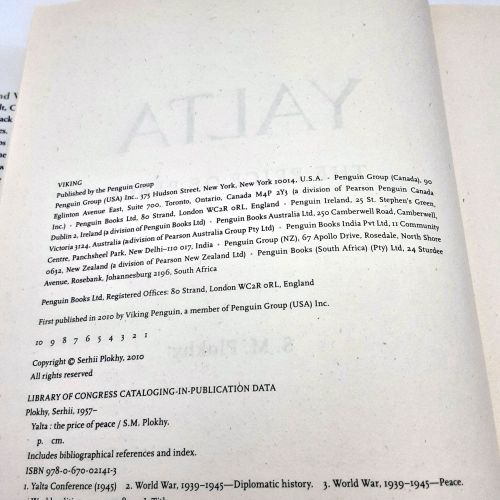 YALTA
VIKING
Published by the Penguin Group
Penguin Group (USA) Inc., 375 Hudson Street, New York, New York 10014, U.S.A. · Penguin Group (Canada), 90
Eglinton Avenue East, Suite 700, Toronto, Ontario, Canada M4P 2Y3 (a division of Pearson Penguin Canada
Inc.) · Penguin Books Ltd, 80 Strand, London WC2R 0RL, England · Penguin Ireland, 25 St. Stephen's Green,
Dublin 2, Ireland (a division of Penguin Books Ltd) · Penguin Books Australia Ltd, 250 Camberwell Road, Camberwell,
Victoria 3124, Australia (a division of Pearson Australia Group Pty Ltd) · Penguin Books India Pvt Ltd, 11 Community
Centre, Panchsheel Park, New Delhi–110 017, India · Penguin Group (NZ), 67 Apollo Drive, Rosedale, North Shore
0632, New Zealand (a division of Pearson New Zealand Ltd) · Penguin Books (South Africa) (Pty) Ltd, 24 Sturdee
Avenue, Rosebank, Johannesburg 2196, South Africa
Penguin Books Ltd, Registered Offices: 80 Strand, London WC2R 0RL, England
First published in 2010 by Viking Penguin, a member of Penguin Group (USA) Inc.
10 9 8 7 6 5 4 3 2 1
S. M. Plokhy
Copyright © Serhii Plokhy, 2010
All rights reserved
LIBRARY OF CONGRESS CATALOGING-IN-PUBLICATION DATA
Plokhy, Serhii, 1957–
Yalta : the price of peace / S.M. Plokhy.
p. cm.
Includes bibliographical references and index.
ISBN 978-0-670-02141-3
1. Yalta Conference (1945) 2. World War, 1939–1945—Diplomatic history. 3. World War, 1939–1945—Peace.